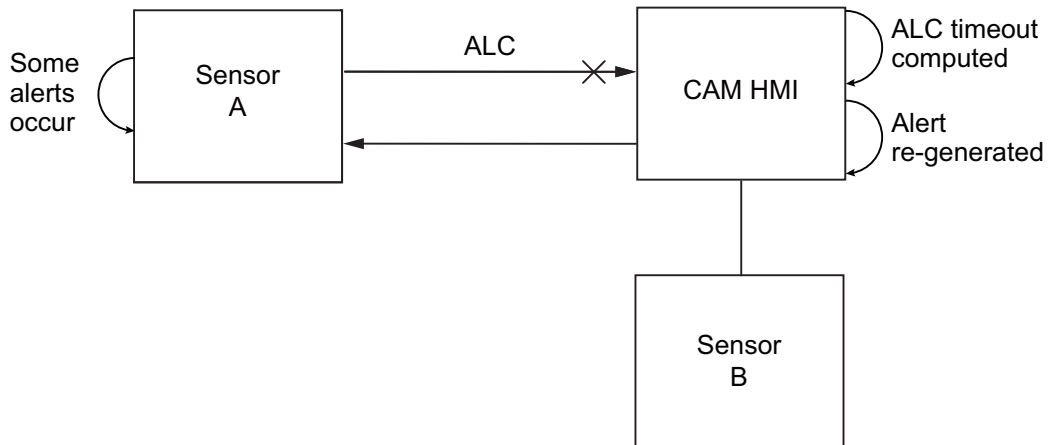 Some
alerts
occur
Sensor
A
ALC
CAM HMI
ALC timeout
computed
Alert
re-generated
Sensor
B